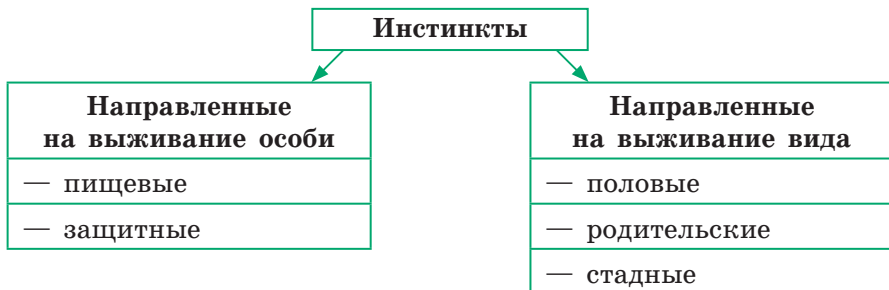 Инстинкты
Направленные
на выживание особи
— пищевые
— защитные
Направленные
на выживание вида
— половые
— родительские
— стадные